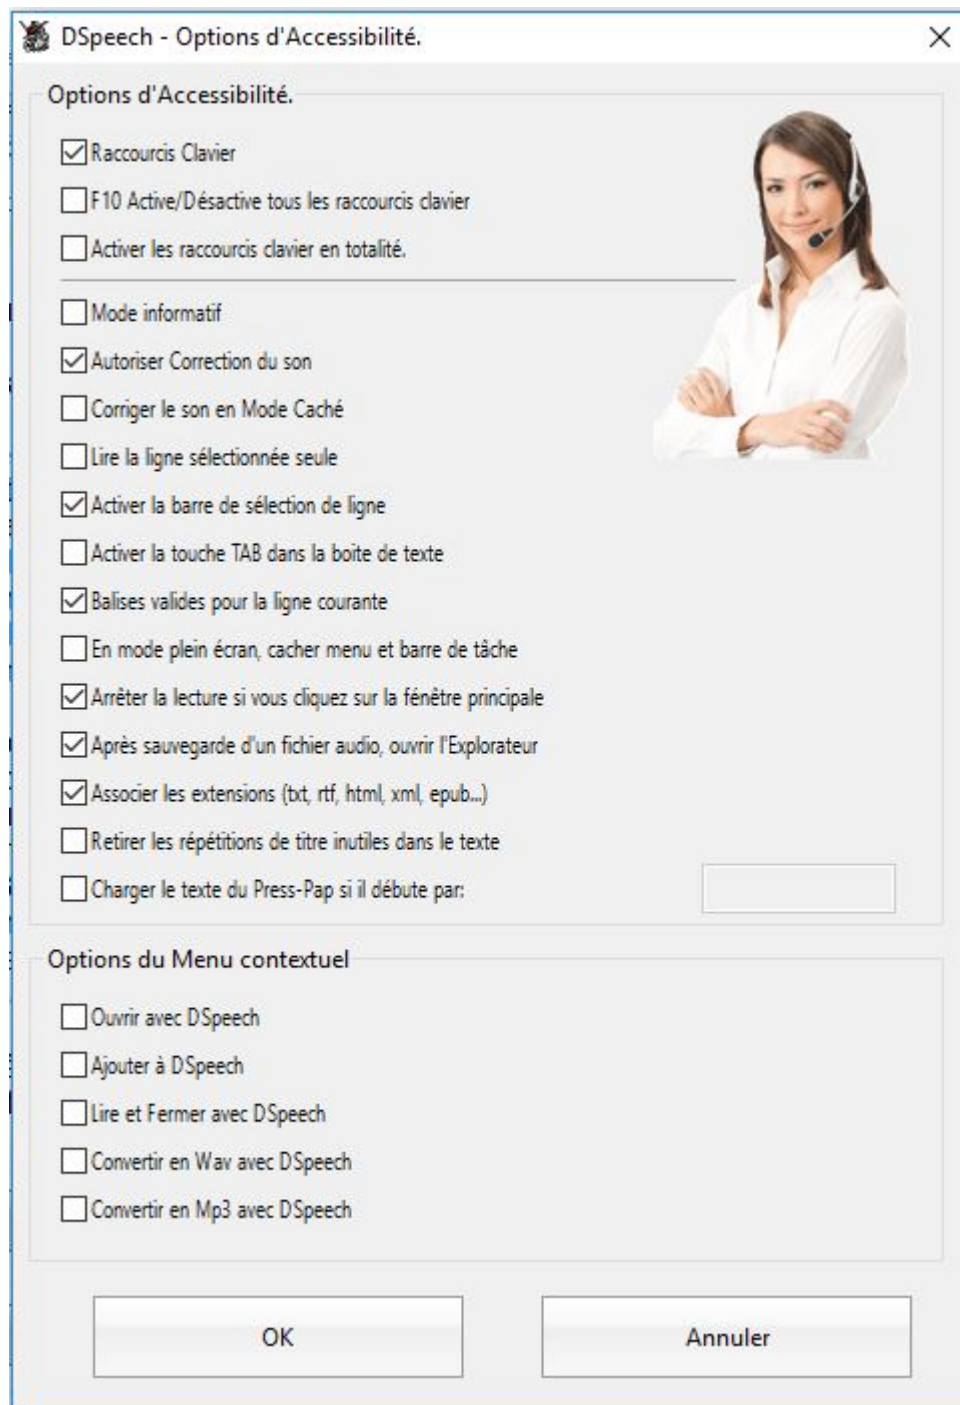 DSpeech - Options d'Accessibilité.
Options d'Accessibilité.
Raccourcis Clavier
F10 Active/Désactive tous les raccourcis clavier
Activer les raccourcis clavier en totalité.
Mode informatif
Autoriser Correction du son
Corriger le son en Mode Caché
Lire la ligne sélectionnée seule
Activer la barre de sélection de ligne
Activer la touche TAB dans la boite de texte
Balises valides pour la ligne courante
En mode plein écran, cacher menu et barre de tâche
Arrêter la lecture si vous cliquez sur la fénêtre principale
Après sauvegarde d'un fichier audio, ouvrir l'Explorateur
Associer les extensions (txt, rtf, html, xml, epub...)
Retirer les répétitions de titre inutiles dans le texte
Charger le texte du Press-Pap si il débute par:
Options du Menu contextuel
Ouvrir avec DSpeech
Ajouter à DSpeech
Lire et Fermer avec DSpeech
Convertir en Wav avec DSpeech
Convertir en Mp3 avec DSpeech
OK
Annuler